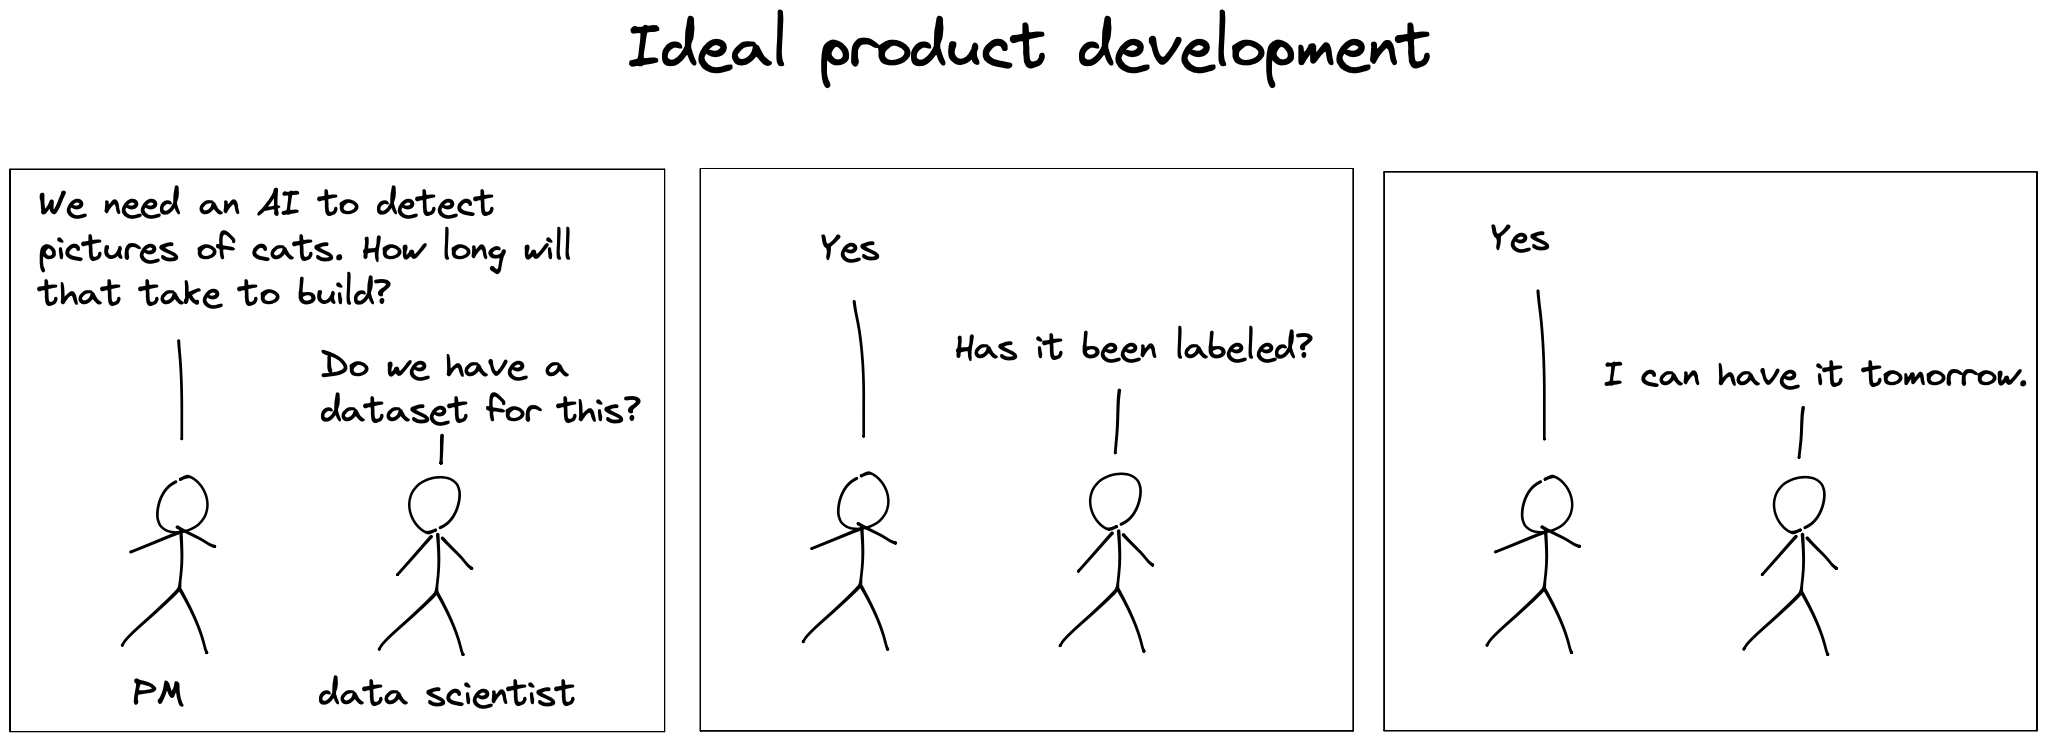 Ideal product development
We need an AI to detect
pictures of cats. How long will
that take to build?
Do we have a
dataset for this?
PM
data scientist
Yes
Has it been labeled?
Yes
I can have it tomorrow.